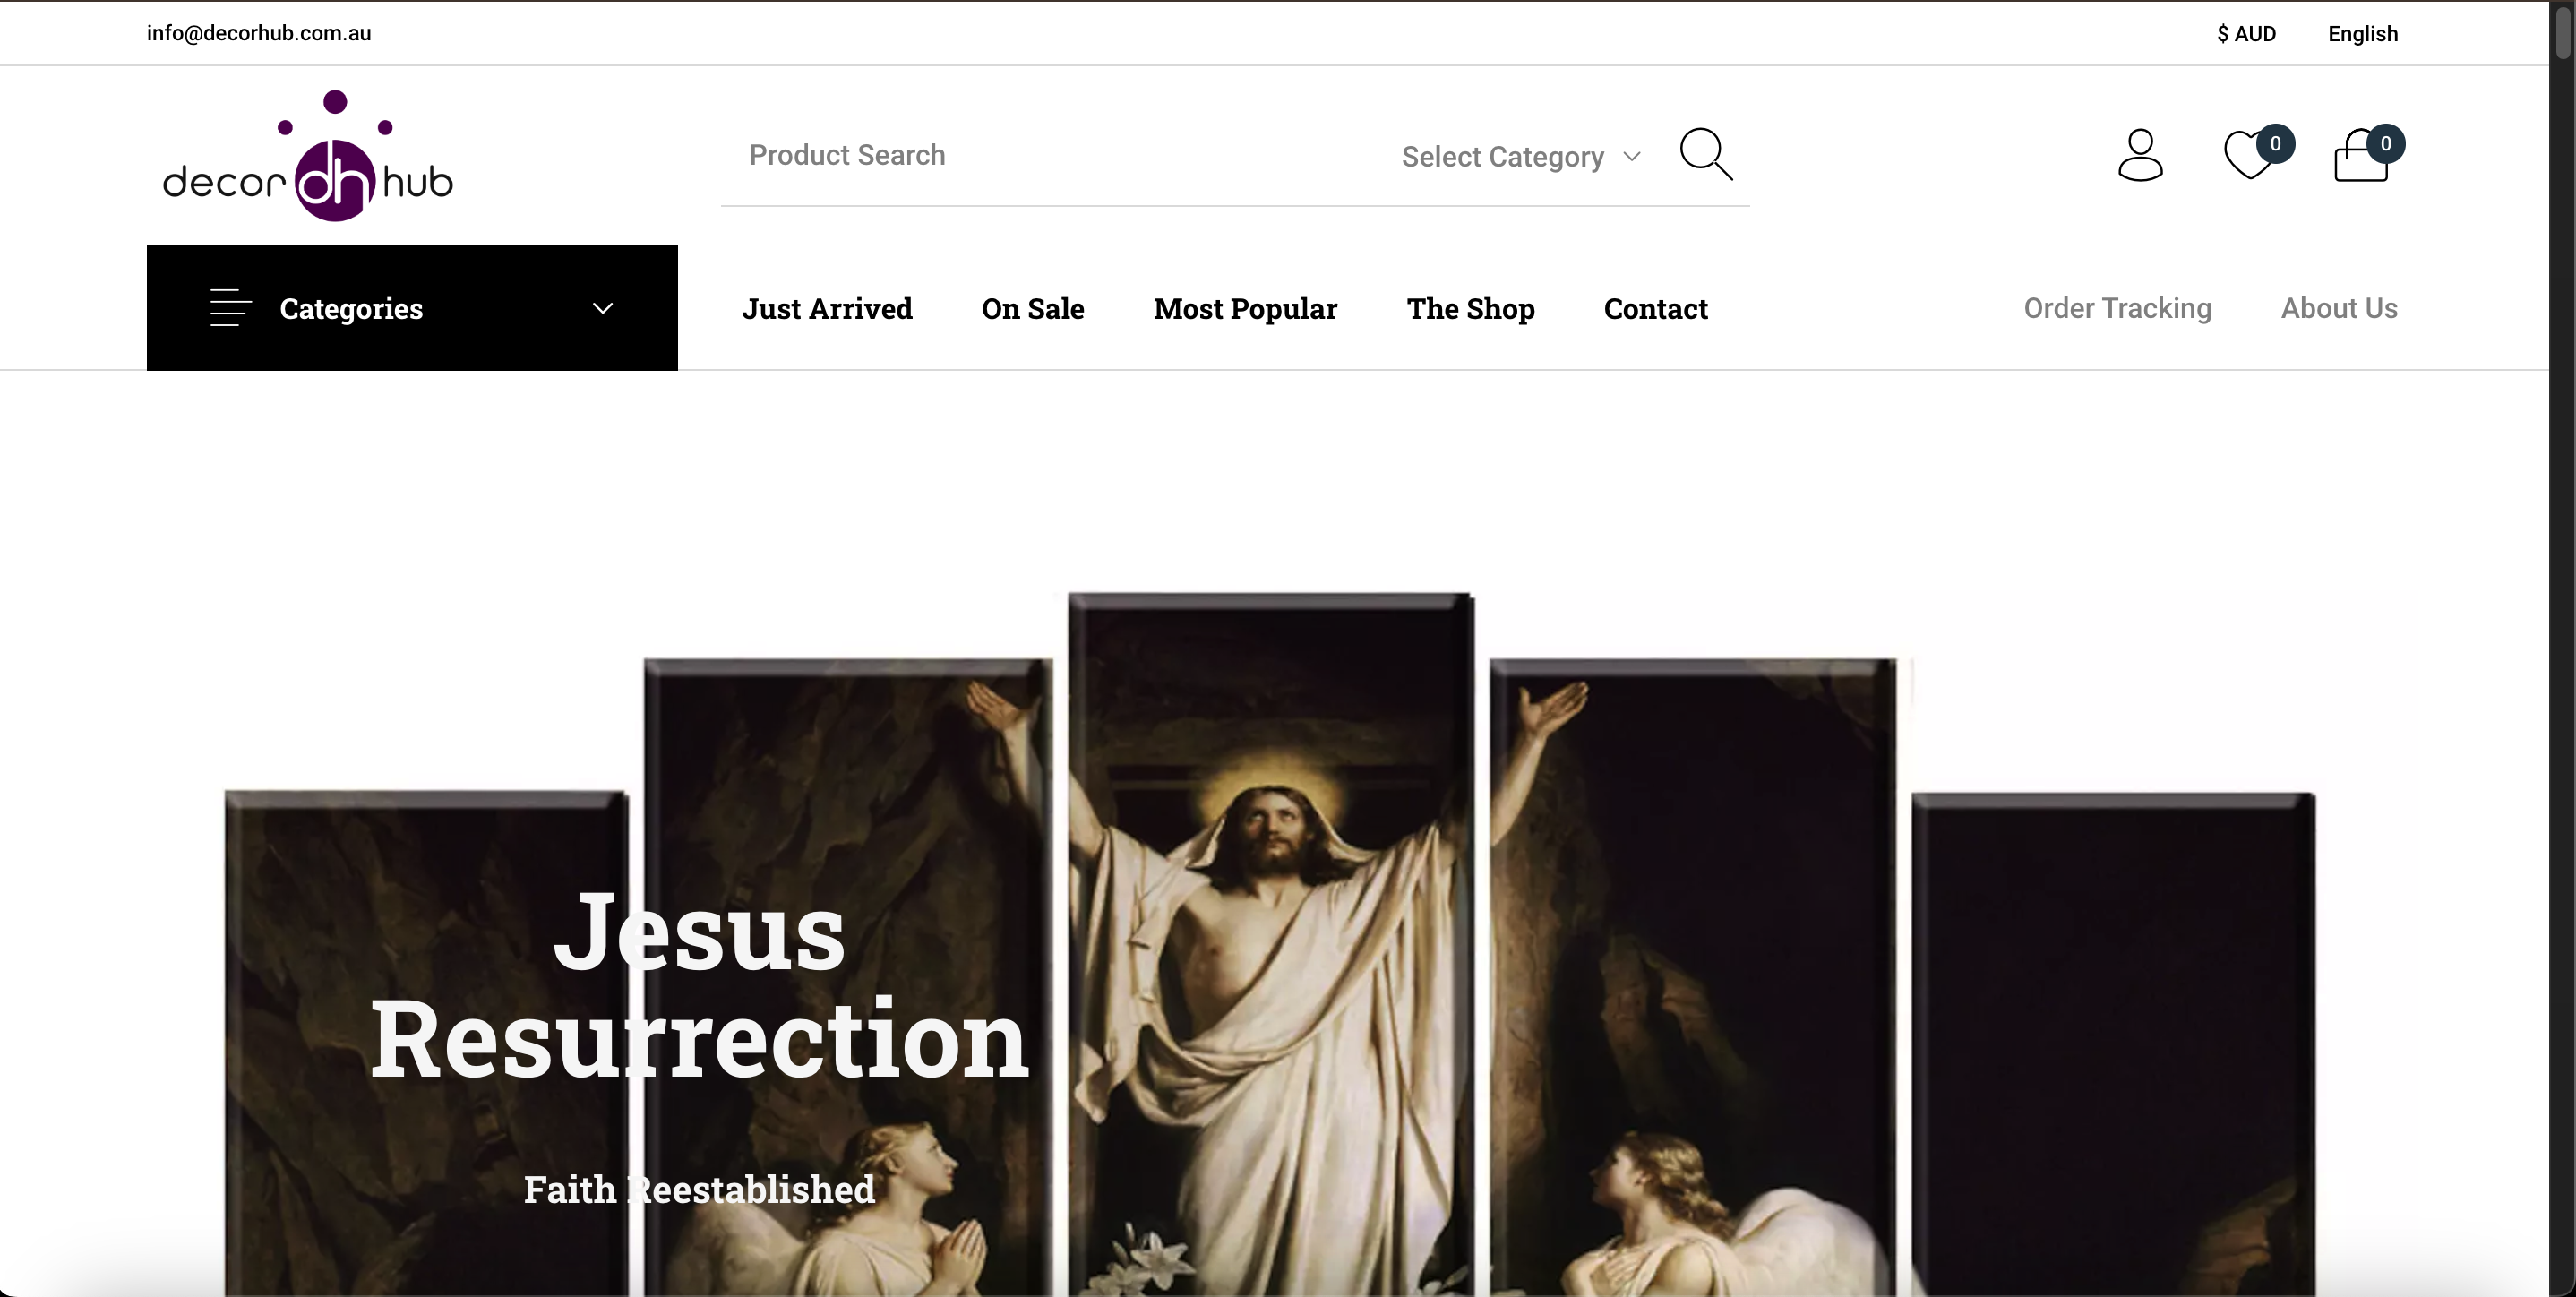 info@decorhub.com.au
$ AUD English
decor dh hub
Product Search Select Category
0 0
Categories Just Arrived On Sale Most Popular The Shop Contact Order Tracking About Us
Jesus
Resurrection
Faith Reestablished